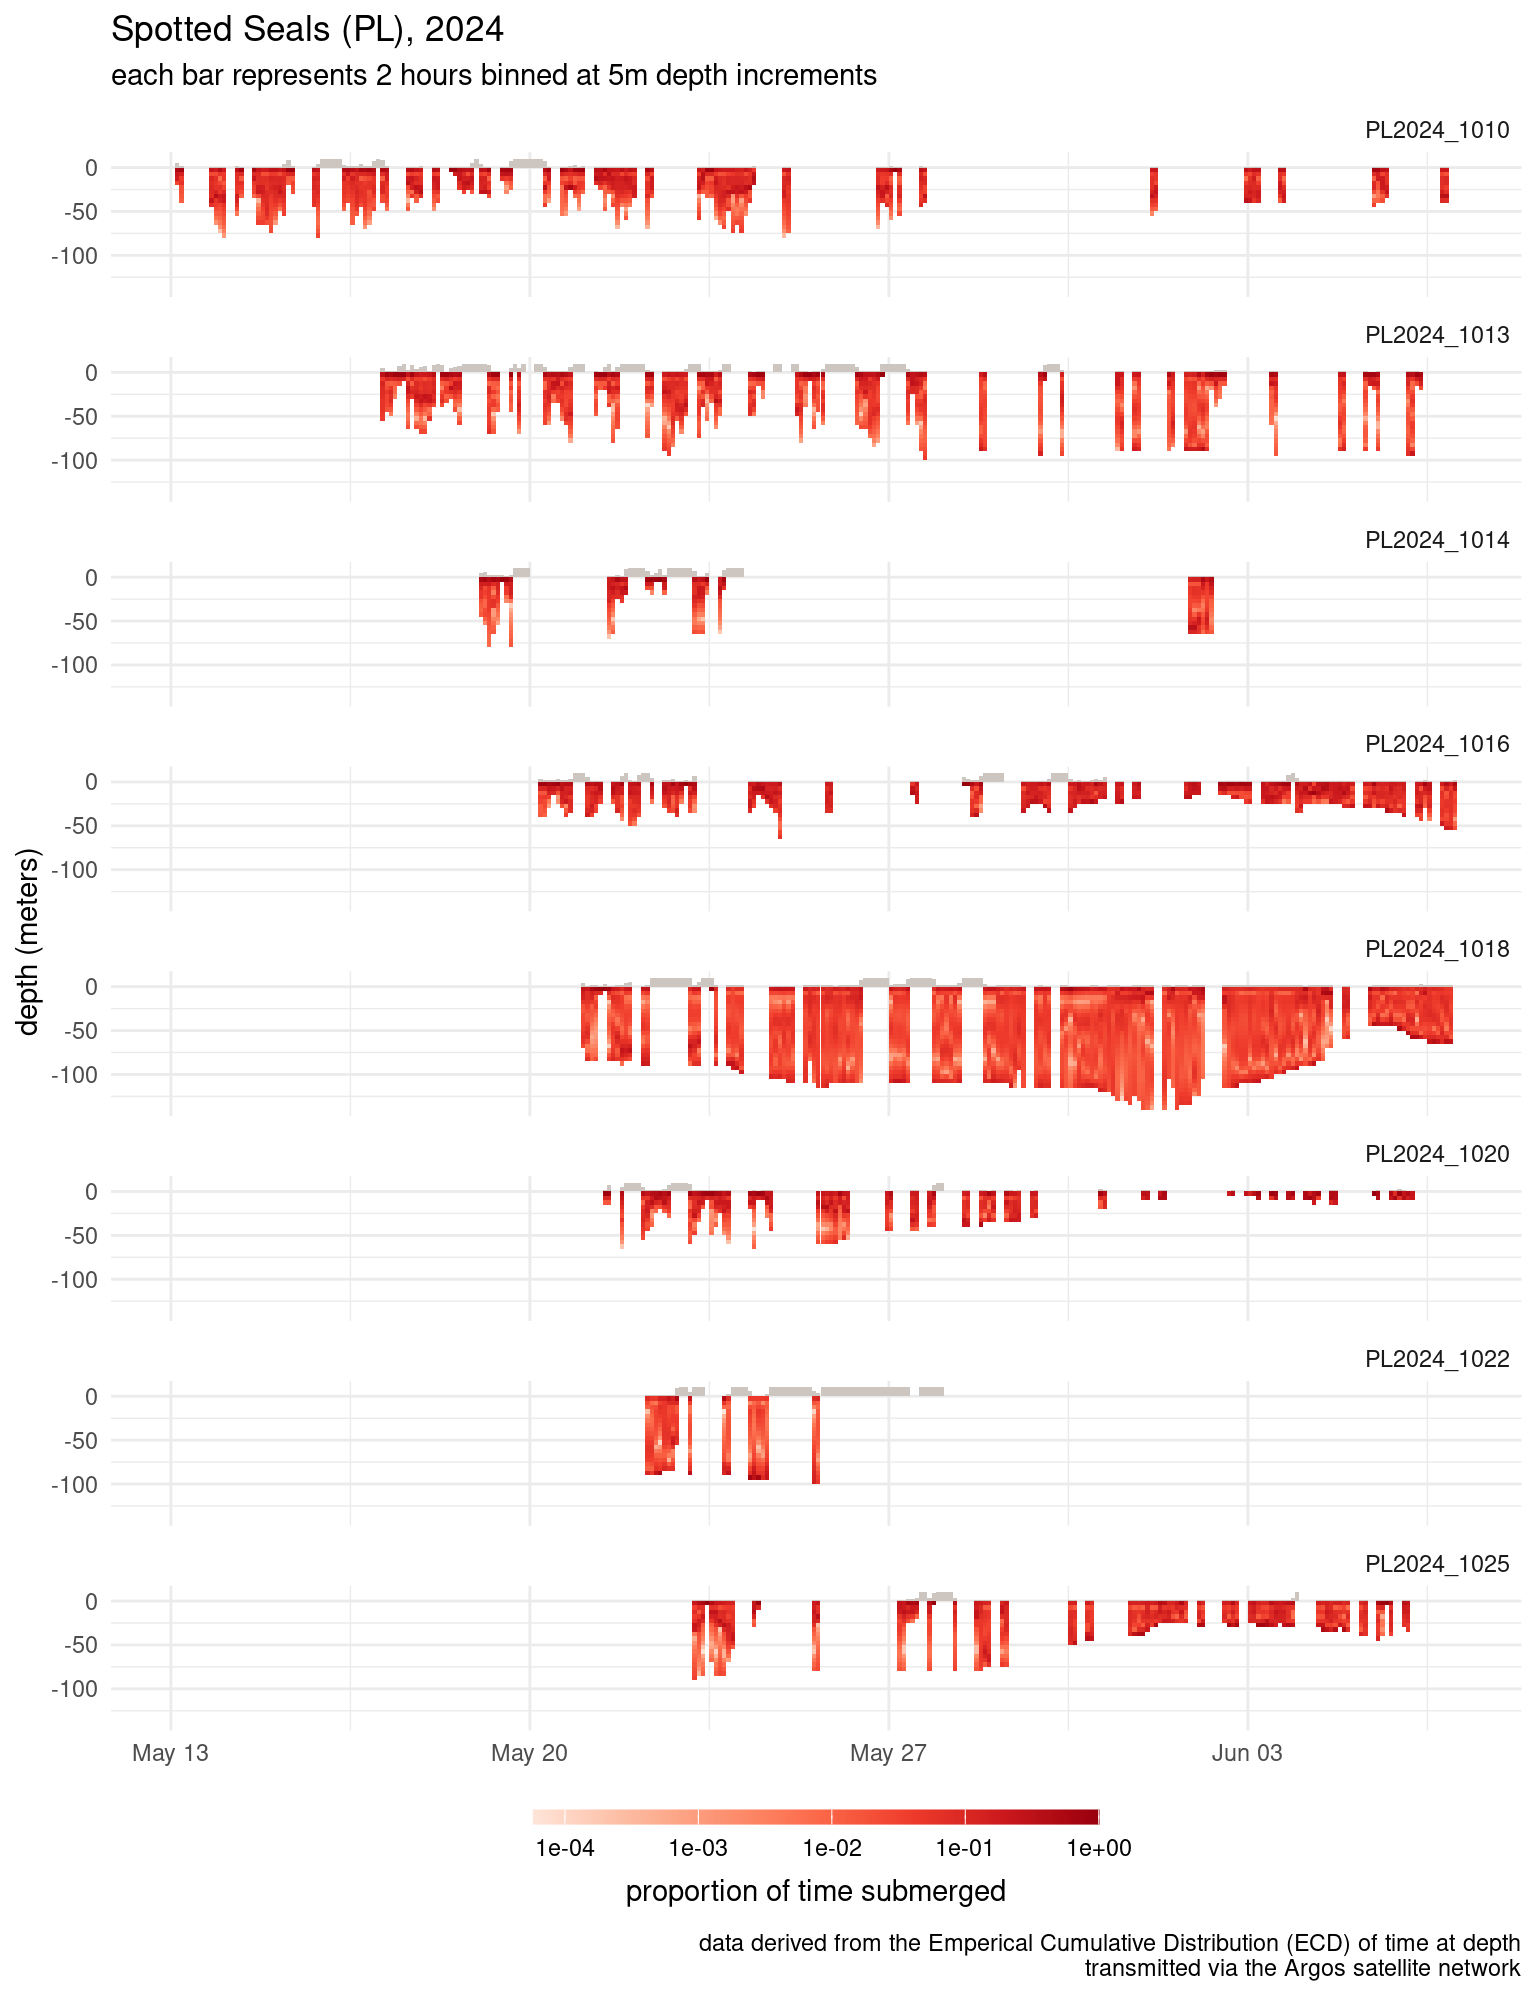 Spotted Seals (PL), 2024
each bar represents 2 hours binned at 5m depth increments
PL2024_1010
0
-50
-100
PL2024_1013
0
-50
-100
PL2024_1014
0
-50
-100
PL2024_1016
0
-50
-100
PL2024_1018
0
-50
-100
PL2024_1020
0
-50
-100
PL2024_1022
0
-50
-100
PL2024_1025
0
-50
-100
depth (meters)
May 13 May 20 May 27 Jun 03
1e-04 1e-03 1e-02 1e-01 1e+00
proportion of time submerged
data derived from the Emperical Cumulative Distribution (ECD) of time at depth
transmitted via the Argos satellite network